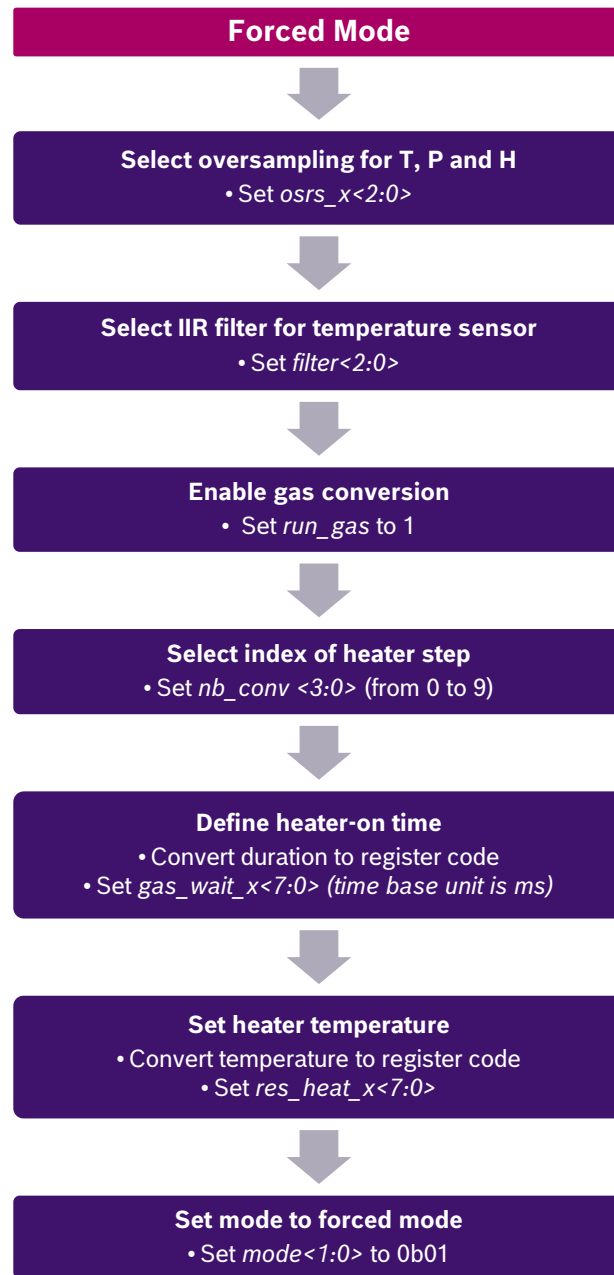 Forced Mode
Select oversampling for T, P and H
• Set osrs_x<2:0>
Select IIR filter for temperature sensor
• Set filter<2:0>
Enable gas conversion
• Set run_gas to 1
Select index of heater step
• Set nb_conv <3:0> (from 0 to 9)
Define heater-on time
• Convert duration to register code
• Set gas_wait_x<7:0> (time base unit is ms)
Set heater temperature
• Convert temperature to register code
• Set res_heat_x<7:0>
Set mode to forced mode
• Set mode<1:0> to 0b01